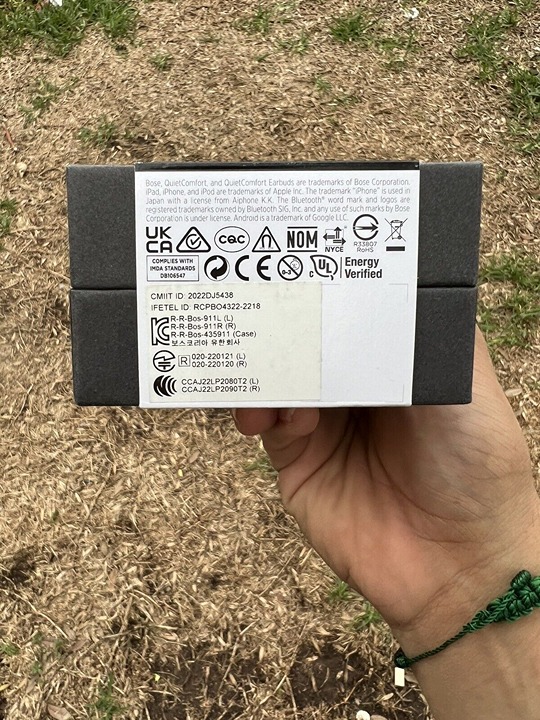 Bose, QuietComfort, and QuietComfort Earbuds are trademarks of Bose Corporation.
iPad, iPhone, and iPod are trademarks of Apple Inc. The trademark "iPhone" is used in
Japan with a license from Aiphone K.K. The Bluetooth® word mark and logos are
registered trademarks owned by Bluetooth SIG, Inc. and any use of such marks by Bose
Corporation is under license. Android is a trademark of Google LLC.
UK
CA
CQC
NOM
NYCE
R33807
RoHS
COMPLIES WITH
IMDA STANDARDS
DB106547
CE
0-3
c UL us
Energy
Verified
CMIIT ID: 2022DJ5438
IFETEL ID: RCPBO4322-2218
R-R-Bos-911L (L)
R-R-Bos-911R (R)
R-R-Bos-435911 (Case)
보스코리아 유한회사
R 020-220121 (L)
020-220120 (R)
CCAJ22LP2080T2 (L)
CCAJ22LP2090T2 (R)